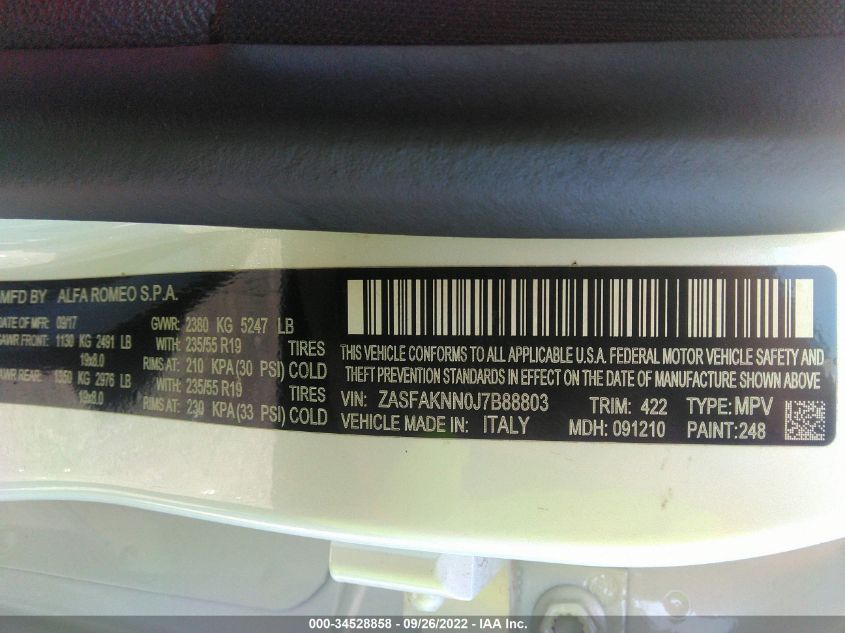 MFD BY ALFA ROMEO S.P.A.
DATE OF MFR: 09/17 GVWR: 2380 KG 5247 LB
GAWR FRONT: 1130 KG 2491 LB WITH: 235/55 R19 TIRES
19x8.0 RIMS AT: 210 KPA (30 PSI) COLD
GAWR REAR: 1350 KG 2976 LB WITH: 235/55 R19 TIRES
19x8.0 RIMS AT: 230 KPA (33 PSI) COLD
THIS VEHICLE CONFORMS TO ALL APPLICABLE U.S.A. FEDERAL MOTOR VEHICLE SAFETY AND
THEFT PREVENTION STANDARDS IN EFFECT ON THE DATE OF MANUFACTURE SHOWN ABOVE
VIN: ZASFAKNN0J7B88803 TRIM: 422 TYPE: MPV
VEHICLE MADE IN: ITALY MDH: 091210 PAINT:248
000-34528858 - 09/26/2022 - IAA Inc.